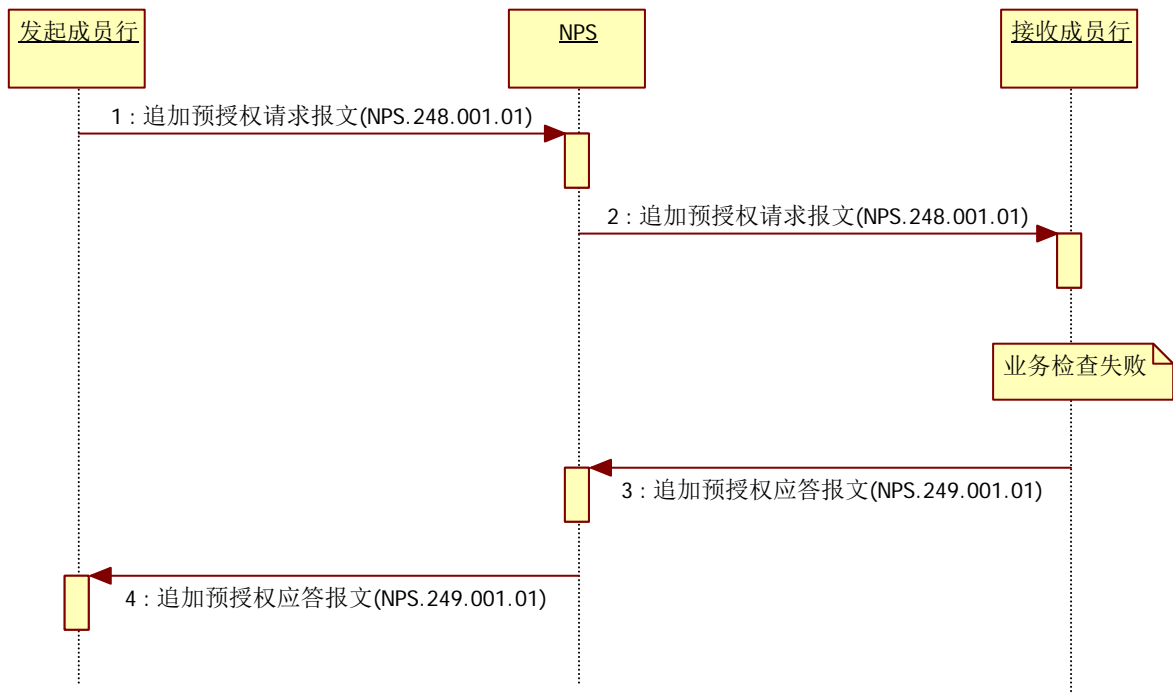 发起成员行
NPS
接收成员行
1 : 追加预授权请求报文(NPS.248.001.01)
2 : 追加预授权请求报文(NPS.248.001.01)
业务检查失败
3 : 追加预授权应答报文(NPS.249.001.01)
4 : 追加预授权应答报文(NPS.249.001.01)